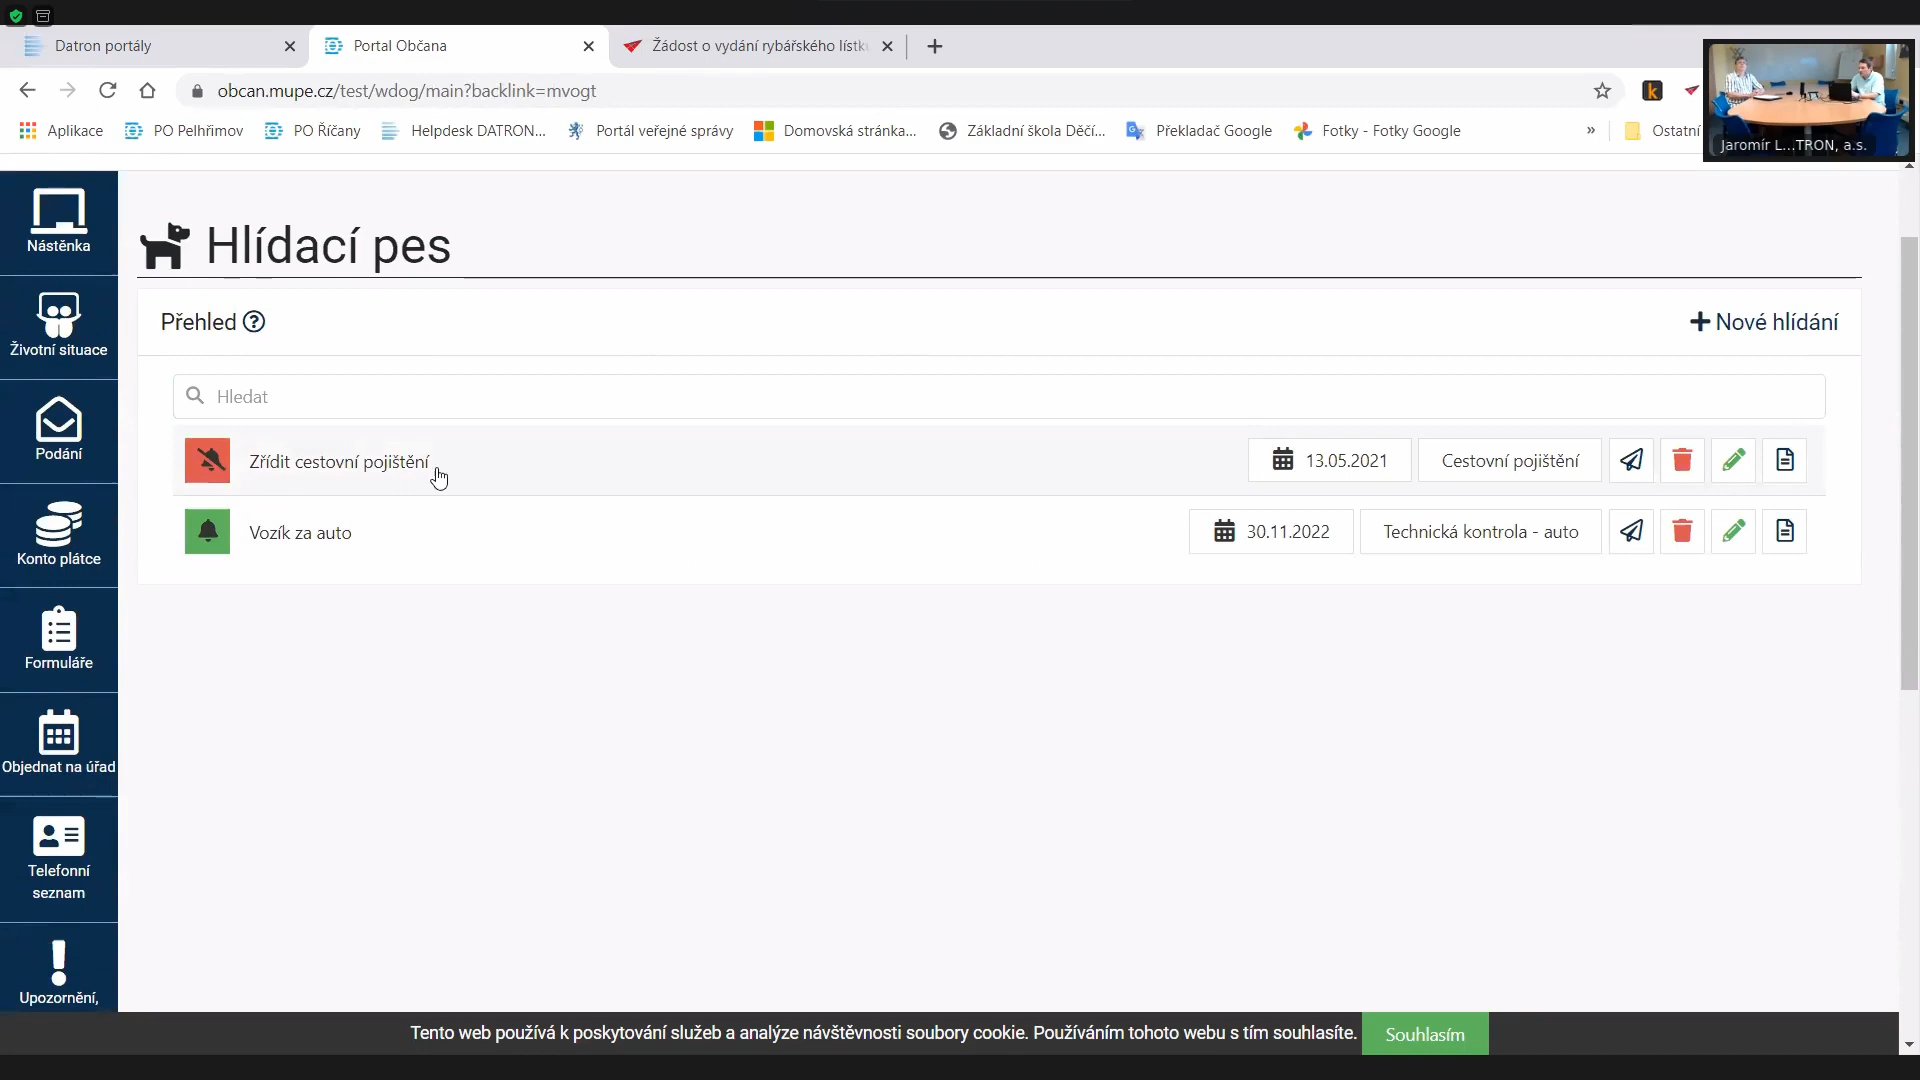 Datron portály
Portal Občana
Žádost o vydání rybářského lístk
obcan.mupe.cz/test/wdog/main?backlink=mvogt
Aplikace
PO Pelhřimov
PO Říčany
Helpdesk DATRON...
Portál veřejné správy
Domovská stránka...
Základní škola Děčí...
Překladač Google
Fotky - Fotky Google
»
Ostatní
Jaromír L...TRON, a.s.
Nástěnka
Životní situace
Podání
Konto plátce
Formuláře
Objednat na úřad
Telefonní
seznam
Upozornění,
Hlídací pes
Přehled
Nové hlídání
Hledat
Zřídit cestovní pojištění
13.05.2021
Cestovní pojištění
Vozík za auto
30.11.2022
Technická kontrola - auto
Tento web používá k poskytování služeb a analýze návštěvnosti soubory cookie. Používáním tohoto webu s tím souhlasíte.
Souhlasím